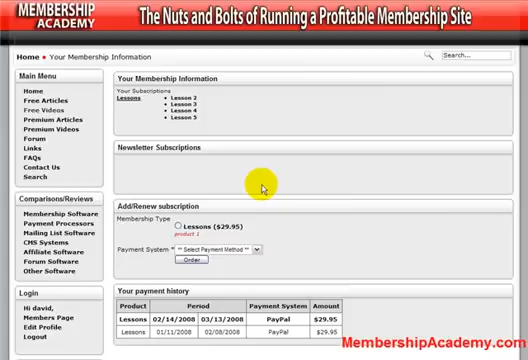 MEMBERSHIP
ACADEMY
The Nuts and Bolts of Running a Profitable Membership Site
Home • Your Membership Information
Search...
Main Menu
Home
Free Articles
Free Videos
Premium Articles
Premium Videos
Forum
Links
FAQs
Contact Us
Search
Comparisons/Reviews
Membership Software
Payment Processors
Mailing List Software
CMS Systems
Affiliate Software
Forum Software
Other Software
Login
Hi david,
Members Page
Edit Profile
Logout
Your Membership Information
Your Subscriptions
Lessons
• Lesson 2
• Lesson 3
• Lesson 4
• Lesson 5
Newsletter Subscriptions
Add/Renew subscription
Membership Type
Lessons ($29.95)
product 1
Payment System * ** Select Payment Method **
Order
Your payment history
Product Period Payment System Amount
Lessons 02/14/2008 03/13/2008 PayPal $29.95
Lessons 01/11/2008 02/08/2008 PayPal $29.95
MembershipAcademy.com